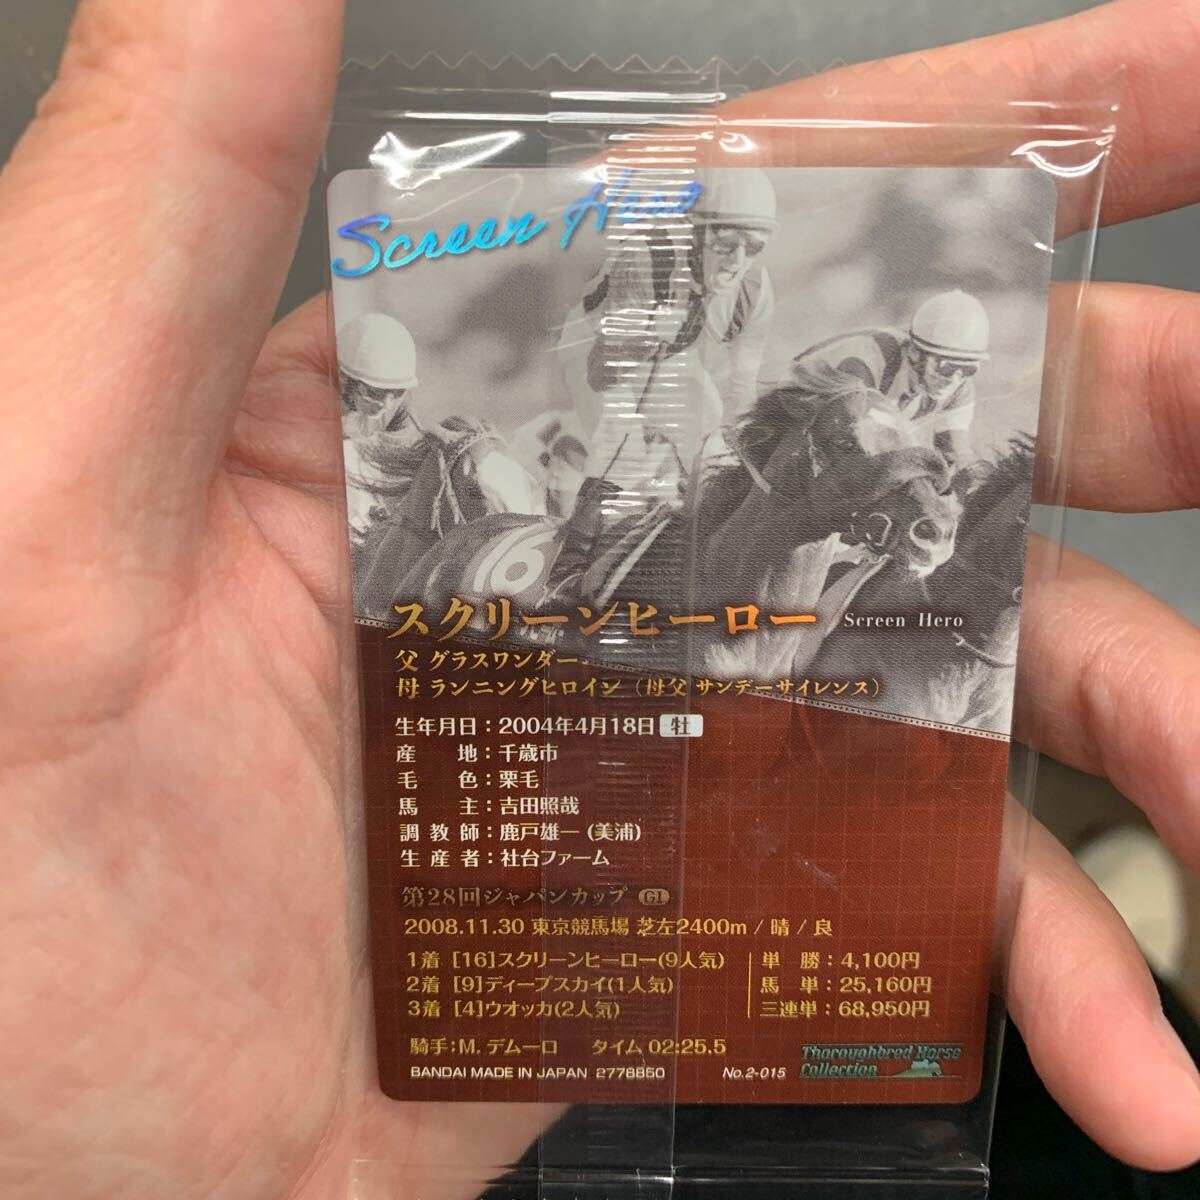 Screen Hero
16
スクリーンヒーロー Screen Hero
父 グラスワンダー
母 ランニングヒロイン（母父 サンデーサイレンス）
生年月日：2004年4月18日 牡
産地：千歳市
毛色：栗毛
馬主：吉田照哉
調教師：鹿戸雄一 (美浦)
生産者：社台ファーム
第28回ジャパンカップ GI
2008.11.30 東京競馬場 芝左2400m / 晴 / 良
1着 [16]スクリーンヒーロー(9人気) 単勝：4,100円
2着 [9]ディープスカイ(1人気) 馬単：25,160円
3着 [4]ウオッカ(2人気) 三連単：68,950円
騎手：M. デムーロ タイム 02:25.5
BANDAI MADE IN JAPAN 2778850 No.2-015
Thoroughbred Horse
Collection